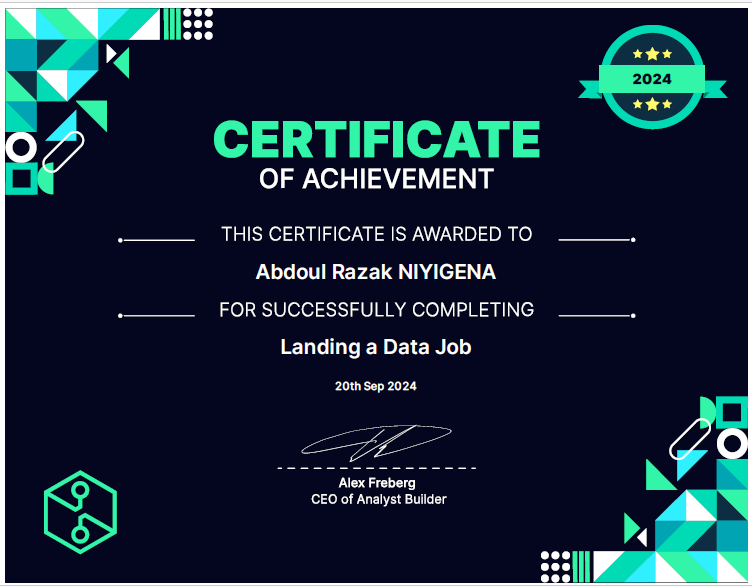 2024
CERTIFICATE
OF ACHIEVEMENT
THIS CERTIFICATE IS AWARDED TO
Abdoul Razak NIYIGENA
FOR SUCCESSFULLY COMPLETING
Landing a Data Job
20th Sep 2024
Alex Freberg
CEO of Analyst Builder